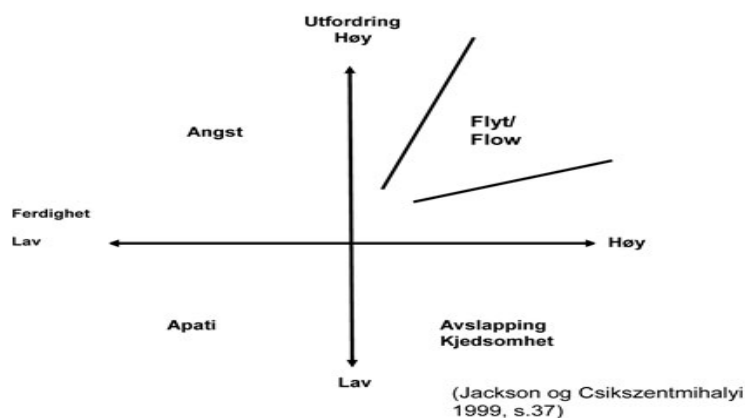 Utfordring
Høy
Angst
Flyt/
Flow
Ferdighet
Lav
Høy
Apati
Avslapping
Kjedsomhet
Lav
(Jackson og Csikszentmihalyi
1999, s.37)